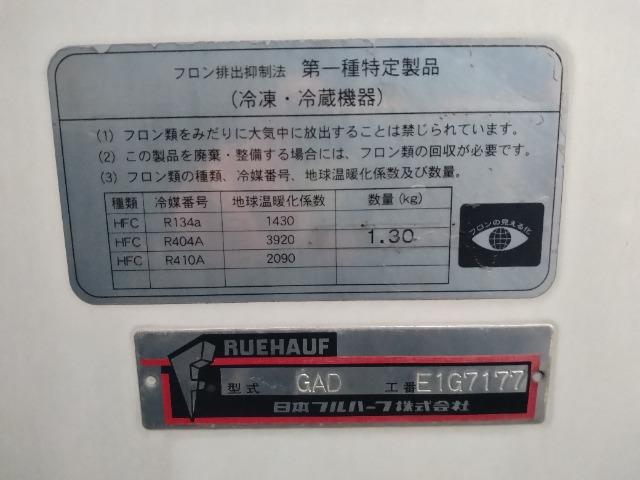 フロン排出抑制法 第一種特定製品
(冷凍・冷蔵機器)
(1) フロン類をみだりに大気中に放出することは禁じられています。
(2) この製品を廃棄・整備する場合には、フロン類の回収が必要です。
(3) フロン類の種類、冷媒番号、地球温暖化係数及び数量。
種類 冷媒番号 地球温暖化係数 数量(kg)
HFC R134a 1430
HFC R404A 3920 1.30
HFC R410A 2090
フロンの見える化
FRUEHAUF
型式 GAD 工番 E1G7177
日本フルハーフ株式会社